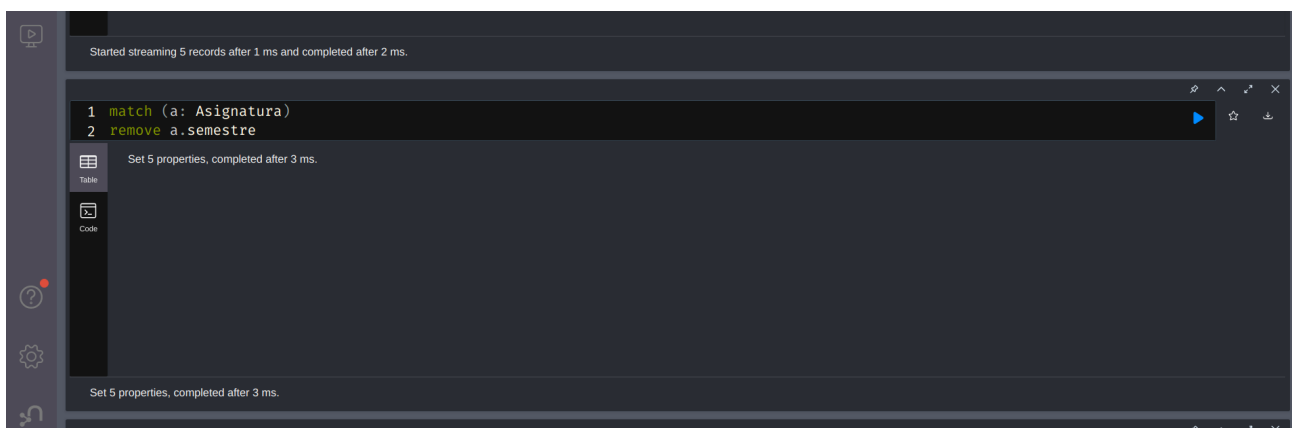 Started streaming 5 records after 1 ms and completed after 2 ms.
1 match (a: Asignatura)
2 remove a.semestre
Set 5 properties, completed after 3 ms.
Table
Code
Set 5 properties, completed after 3 ms.